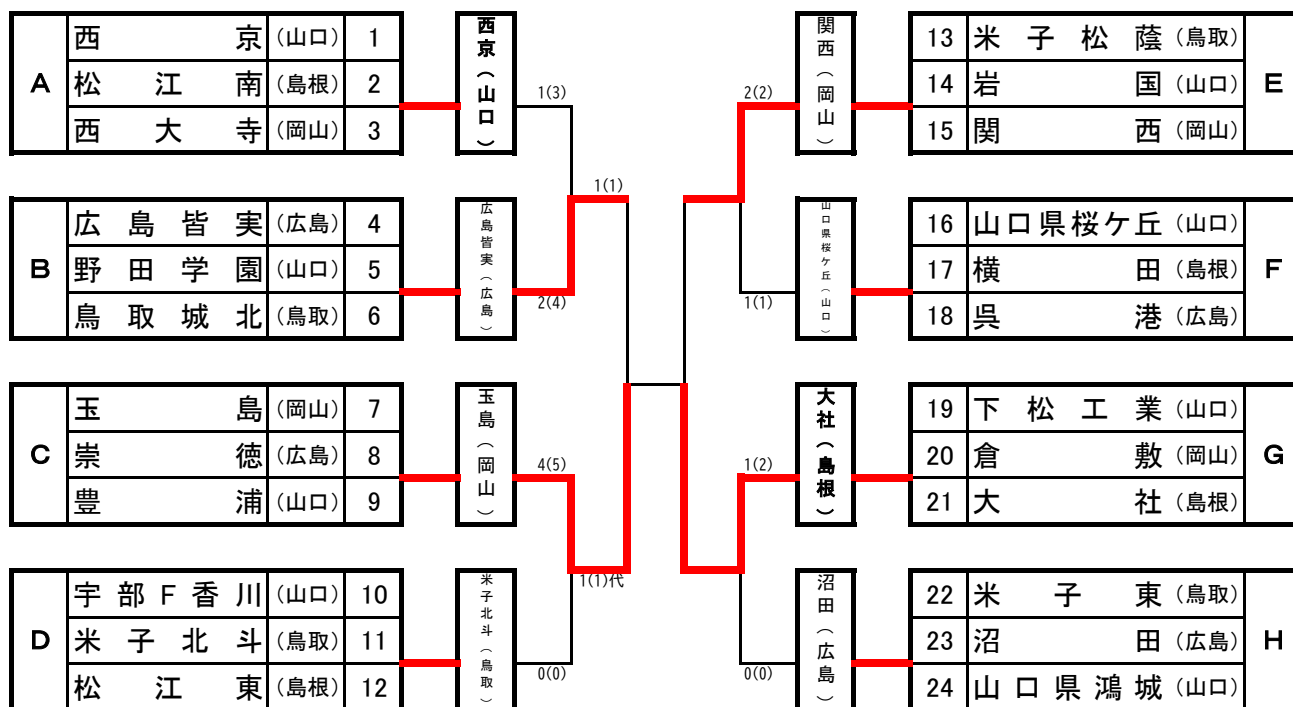 A
西京 (山口) 1
松江南 (島根) 2
西大寺 (岡山) 3
西京(山口)
1(3)
B
広島皆実 (広島) 4
野田学園 (山口) 5
鳥取城北 (鳥取) 6
広島皆実(広島)
2(4)
1(1)
C
玉島 (岡山) 7
崇徳 (広島) 8
豊浦 (山口) 9
玉島(岡山)
4(5)
D
宇部F香川 (山口) 10
米子北斗 (鳥取) 11
松江東 (島根) 12
米子北斗(鳥取)
0(0)
1(1)代
2(2)
関西(岡山)
13 米子松蔭 (鳥取)
14 岩国 (山口)
15 関西 (岡山)
E
1(1)
山口県桜ケ丘(山口)
16 山口県桜ケ丘 (山口)
17 横田 (島根)
18 呉港 (広島)
F
1(2)
大社(島根)
19 下松工業 (山口)
20 倉敷 (岡山)
21 大社 (島根)
G
0(0)
沼田(広島)
22 米子東 (鳥取)
23 沼田 (広島)
24 山口県鴻城 (山口)
H